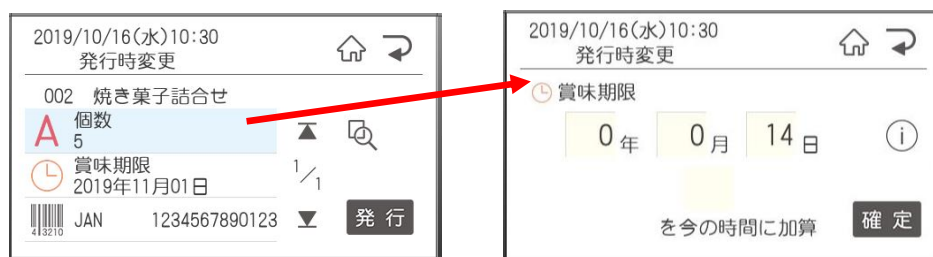 2019/10/16(水)10:30
発行時変更
002 焼き菓子詰合せ
A 個数
5
賞味期限
2019年11月01日
1/1
413210
JAN 1234567890123
発行
2019/10/16(水)10:30
発行時変更
賞味期限
0年 0月 14日
i
を今の時間に加算
確定